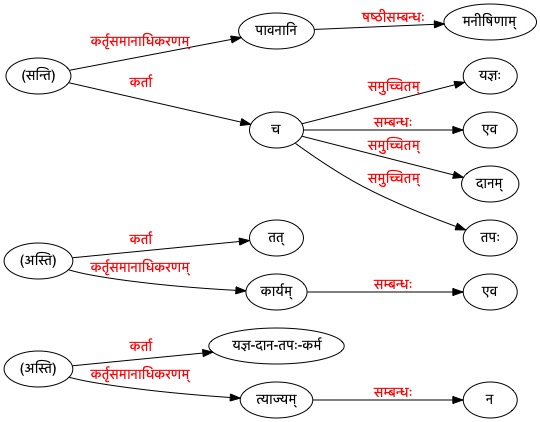 पावनानि
षष्ठीसम्बन्धः
मनीषिणाम्
कर्तृसमानाधिकरणम्
(सन्ति)
कर्ता
समुच्चितम्
यज्ञः
च
सम्बन्धः
एव
समुच्चितम्
दानम्
समुच्चितम्
तपः
कर्ता
तत्
(अस्ति)
कर्तृसमानाधिकरणम्
कार्यम्
सम्बन्धः
एव
कर्ता
यज्ञ-दान-तपः-कर्म
(अस्ति)
कर्तृसमानाधिकरणम्
त्याज्यम्
सम्बन्धः
न